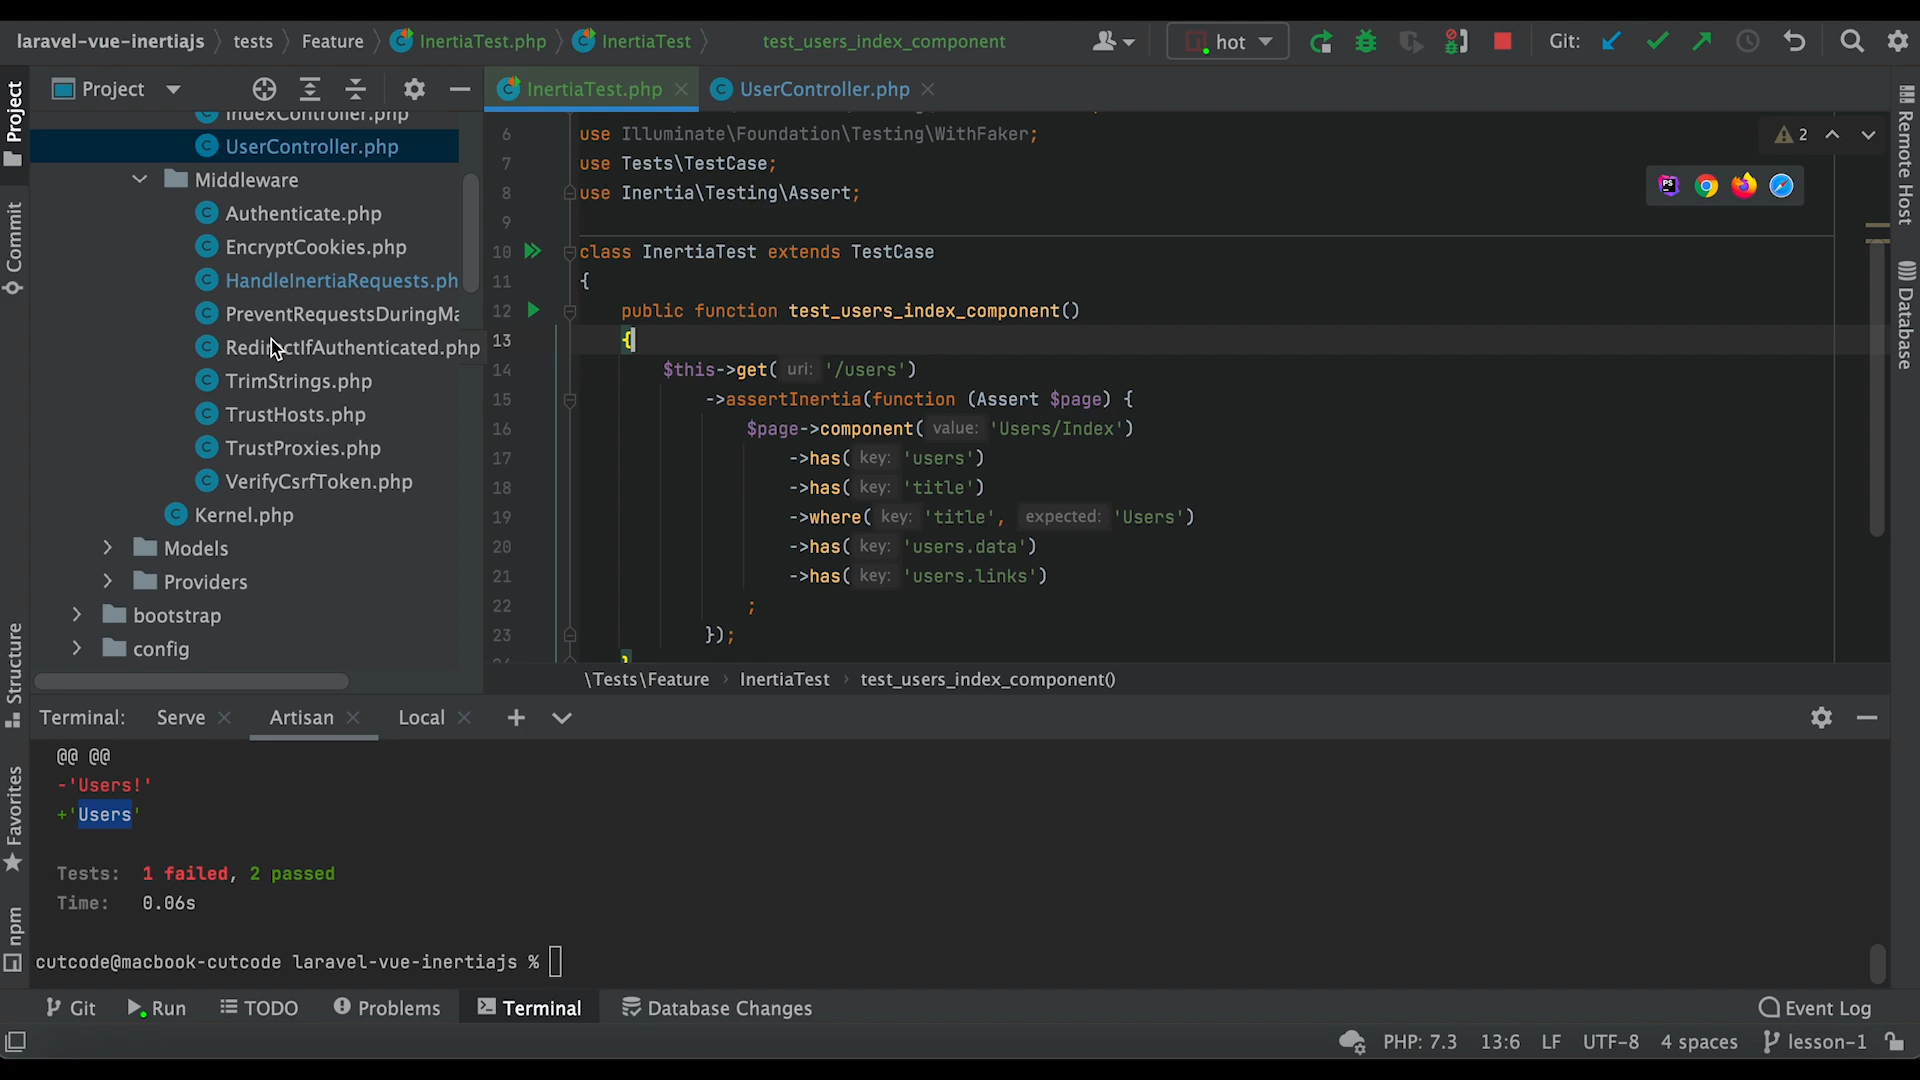 laravel-vue-inertiajs tests Feature InertiaTest.php InertiaTest test_users_index_component hot Git:
Project
InertiaTest.php UserController.php
Project
Commit
Structure
Favorites
npm
IndexController.php
UserController.php
Middleware
Authenticate.php
EncryptCookies.php
HandleInertiaRequests.ph
PreventRequestsDuringMa
RedirectIfAuthenticated.php
TrimStrings.php
TrustHosts.php
TrustProxies.php
VerifyCsrfToken.php
Kernel.php
Models
Providers
bootstrap
config
6 use Illuminate\Foundation\Testing\WithFaker;
7 use Tests\TestCase;
8 use Inertia\Testing\Assert;
9
10 class InertiaTest extends TestCase
11 {
12 public function test_users_index_component()
13 {
14 $this->get( uri: '/users')
15 ->assertInertia(function (Assert $page) {
16 $page->component( value: 'Users/Index')
17 ->has( key: 'users')
18 ->has( key: 'title')
19 ->where( key: 'title', expected: 'Users')
20 ->has( key: 'users.data')
21 ->has( key: 'users.links')
22 ;
23 });
2
PS
Remote Host
Database
\Tests\Feature InertiaTest test_users_index_component()
Terminal: Serve Artisan Local
@@ @@
-'Users!'
+'Users'
Tests: 1 failed, 2 passed
Time: 0.06s
cutcode@macbook-cutcode laravel-vue-inertiajs %
Git Run TODO Problems Terminal Database Changes Event Log
PHP: 7.3 13:6 LF UTF-8 4 spaces lesson-1